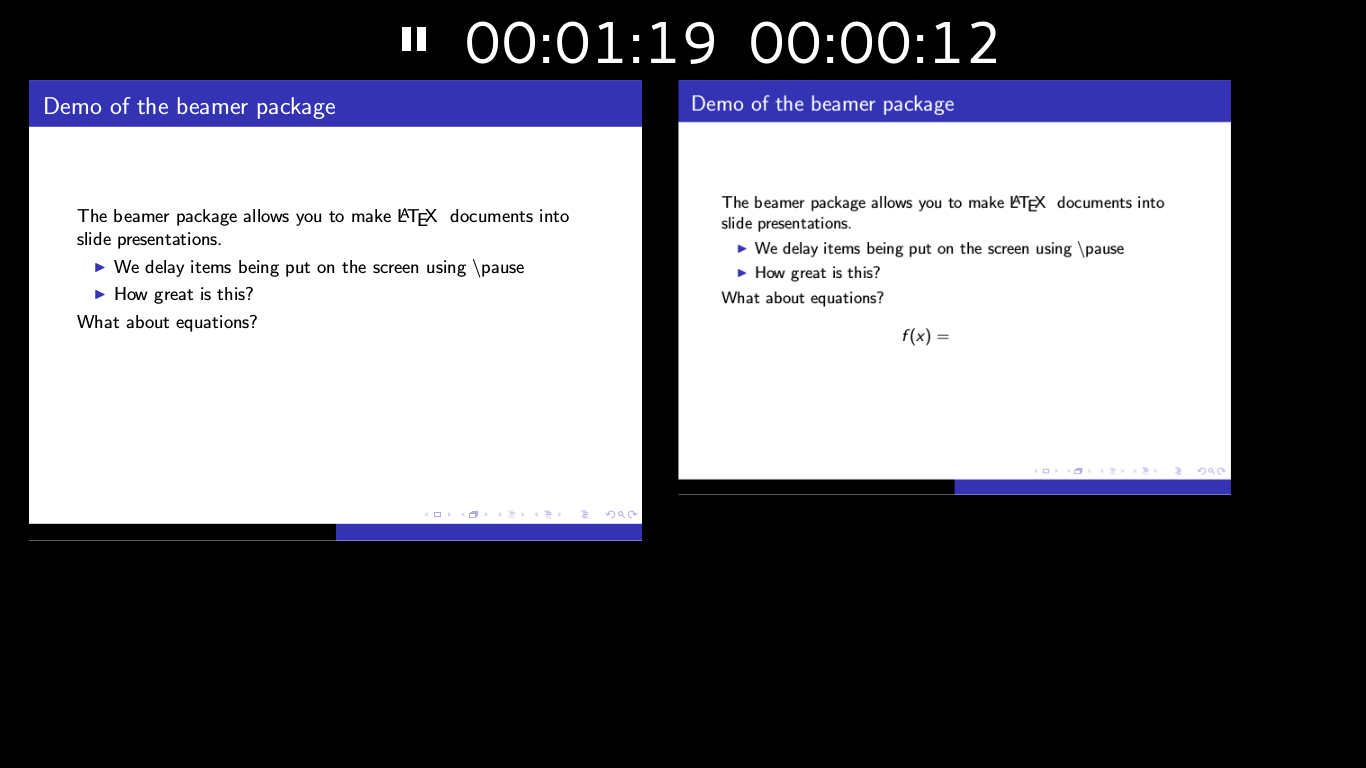 00:01:19 00:00:12
Demo of the beamer package
The beamer package allows you to make LATEX documents into
slide presentations.
▶ We delay items being put on the screen using \pause
▶ How great is this?
What about equations?
Demo of the beamer package
The beamer package allows you to make LATEX documents into
slide presentations.
▶ We delay items being put on the screen using \pause
▶ How great is this?
What about equations?
f(x) =